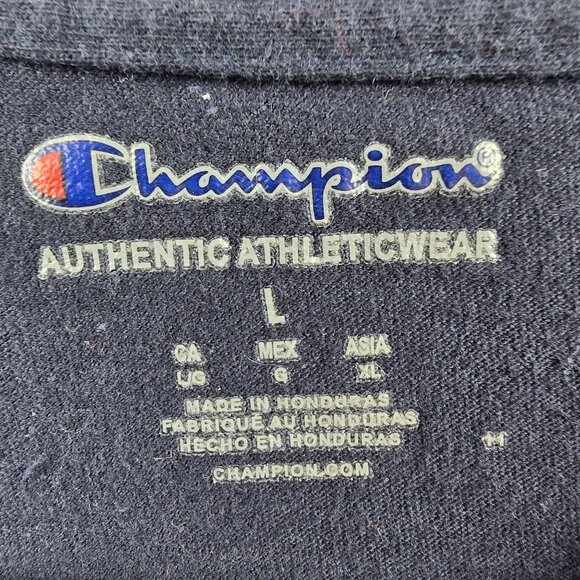 Champion®
AUTHENTIC ATHLETICWEAR
L
CA MEX ASIA
L/G G XL
MADE IN HONDURAS
FABRIQUÉ AU HONDURAS
HECHO EN HONDURAS
CHAMPION.COM